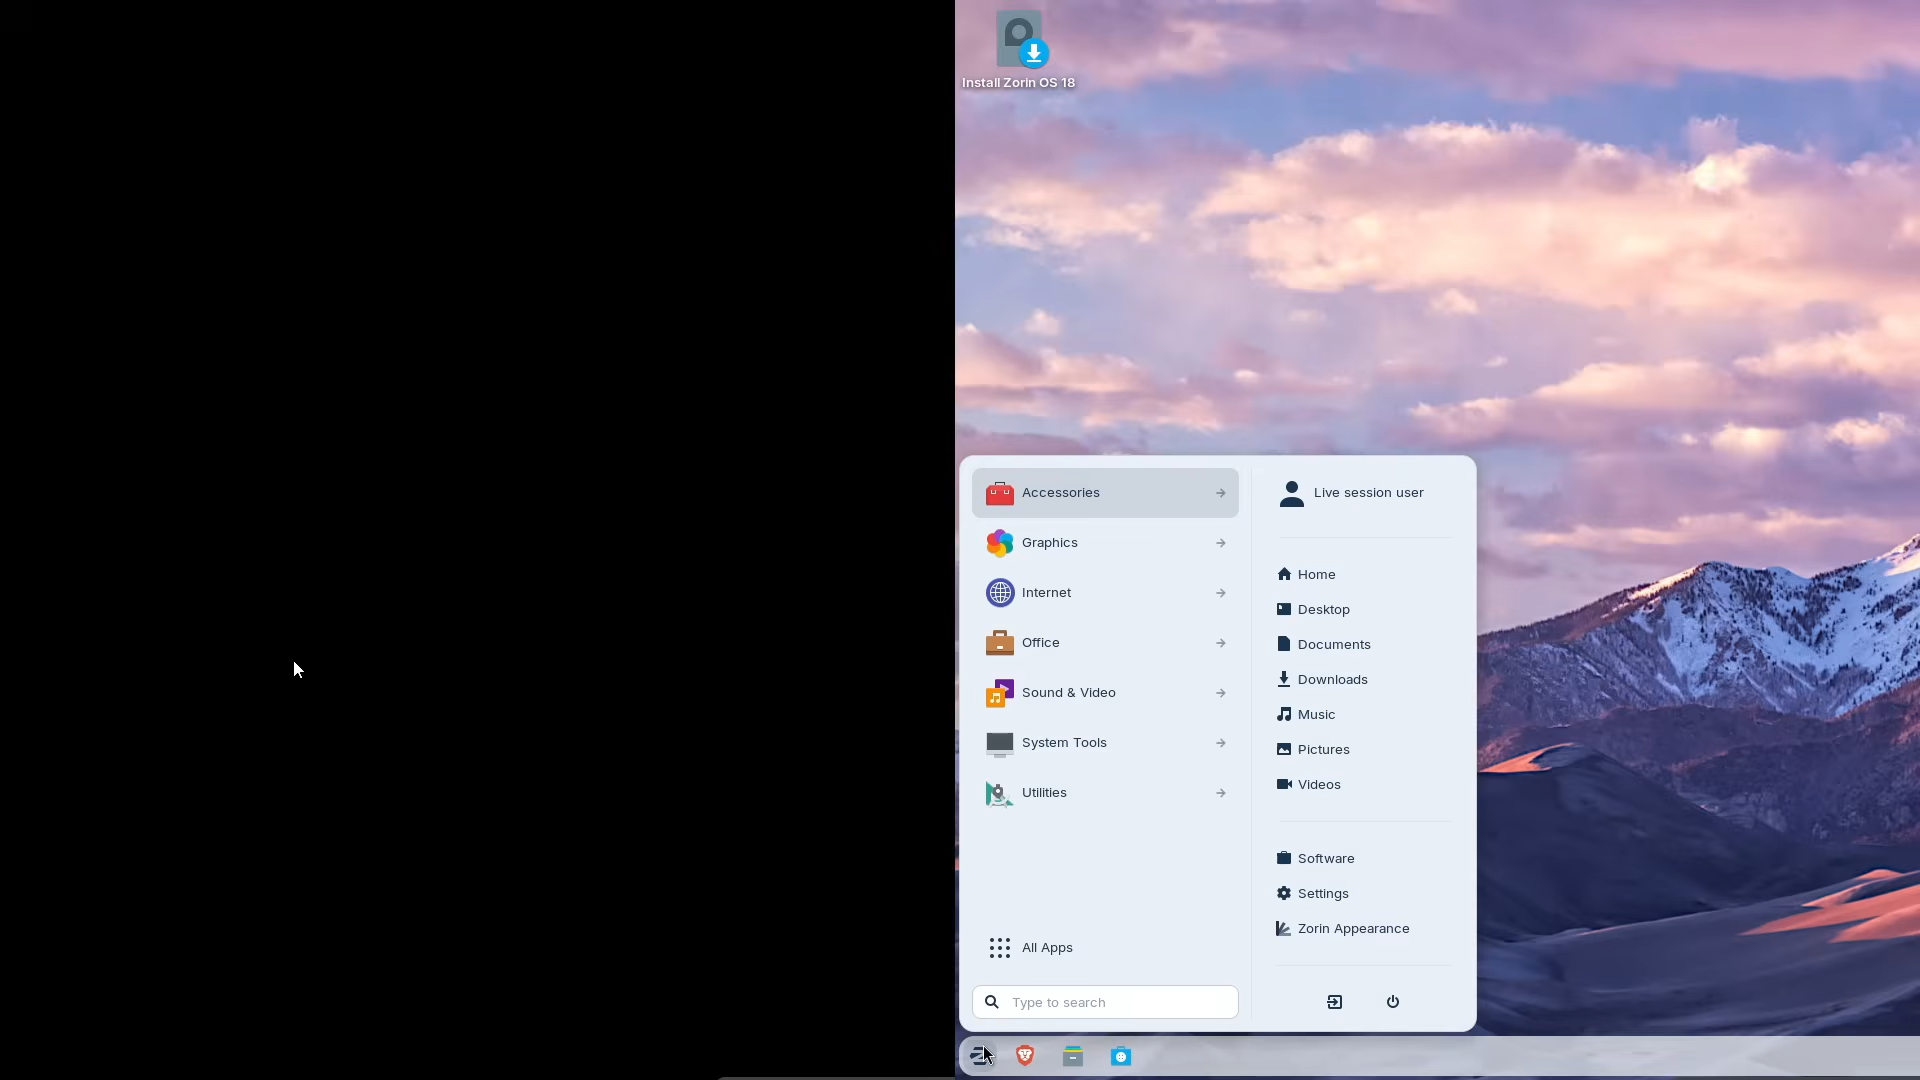 Install Zorin OS 18
Accessories
Graphics
Internet
Office
Sound & Video
System Tools
Utilities
All Apps
Type to search
Live session user
Home
Desktop
Documents
Downloads
Music
Pictures
Videos
Software
Settings
Zorin Appearance